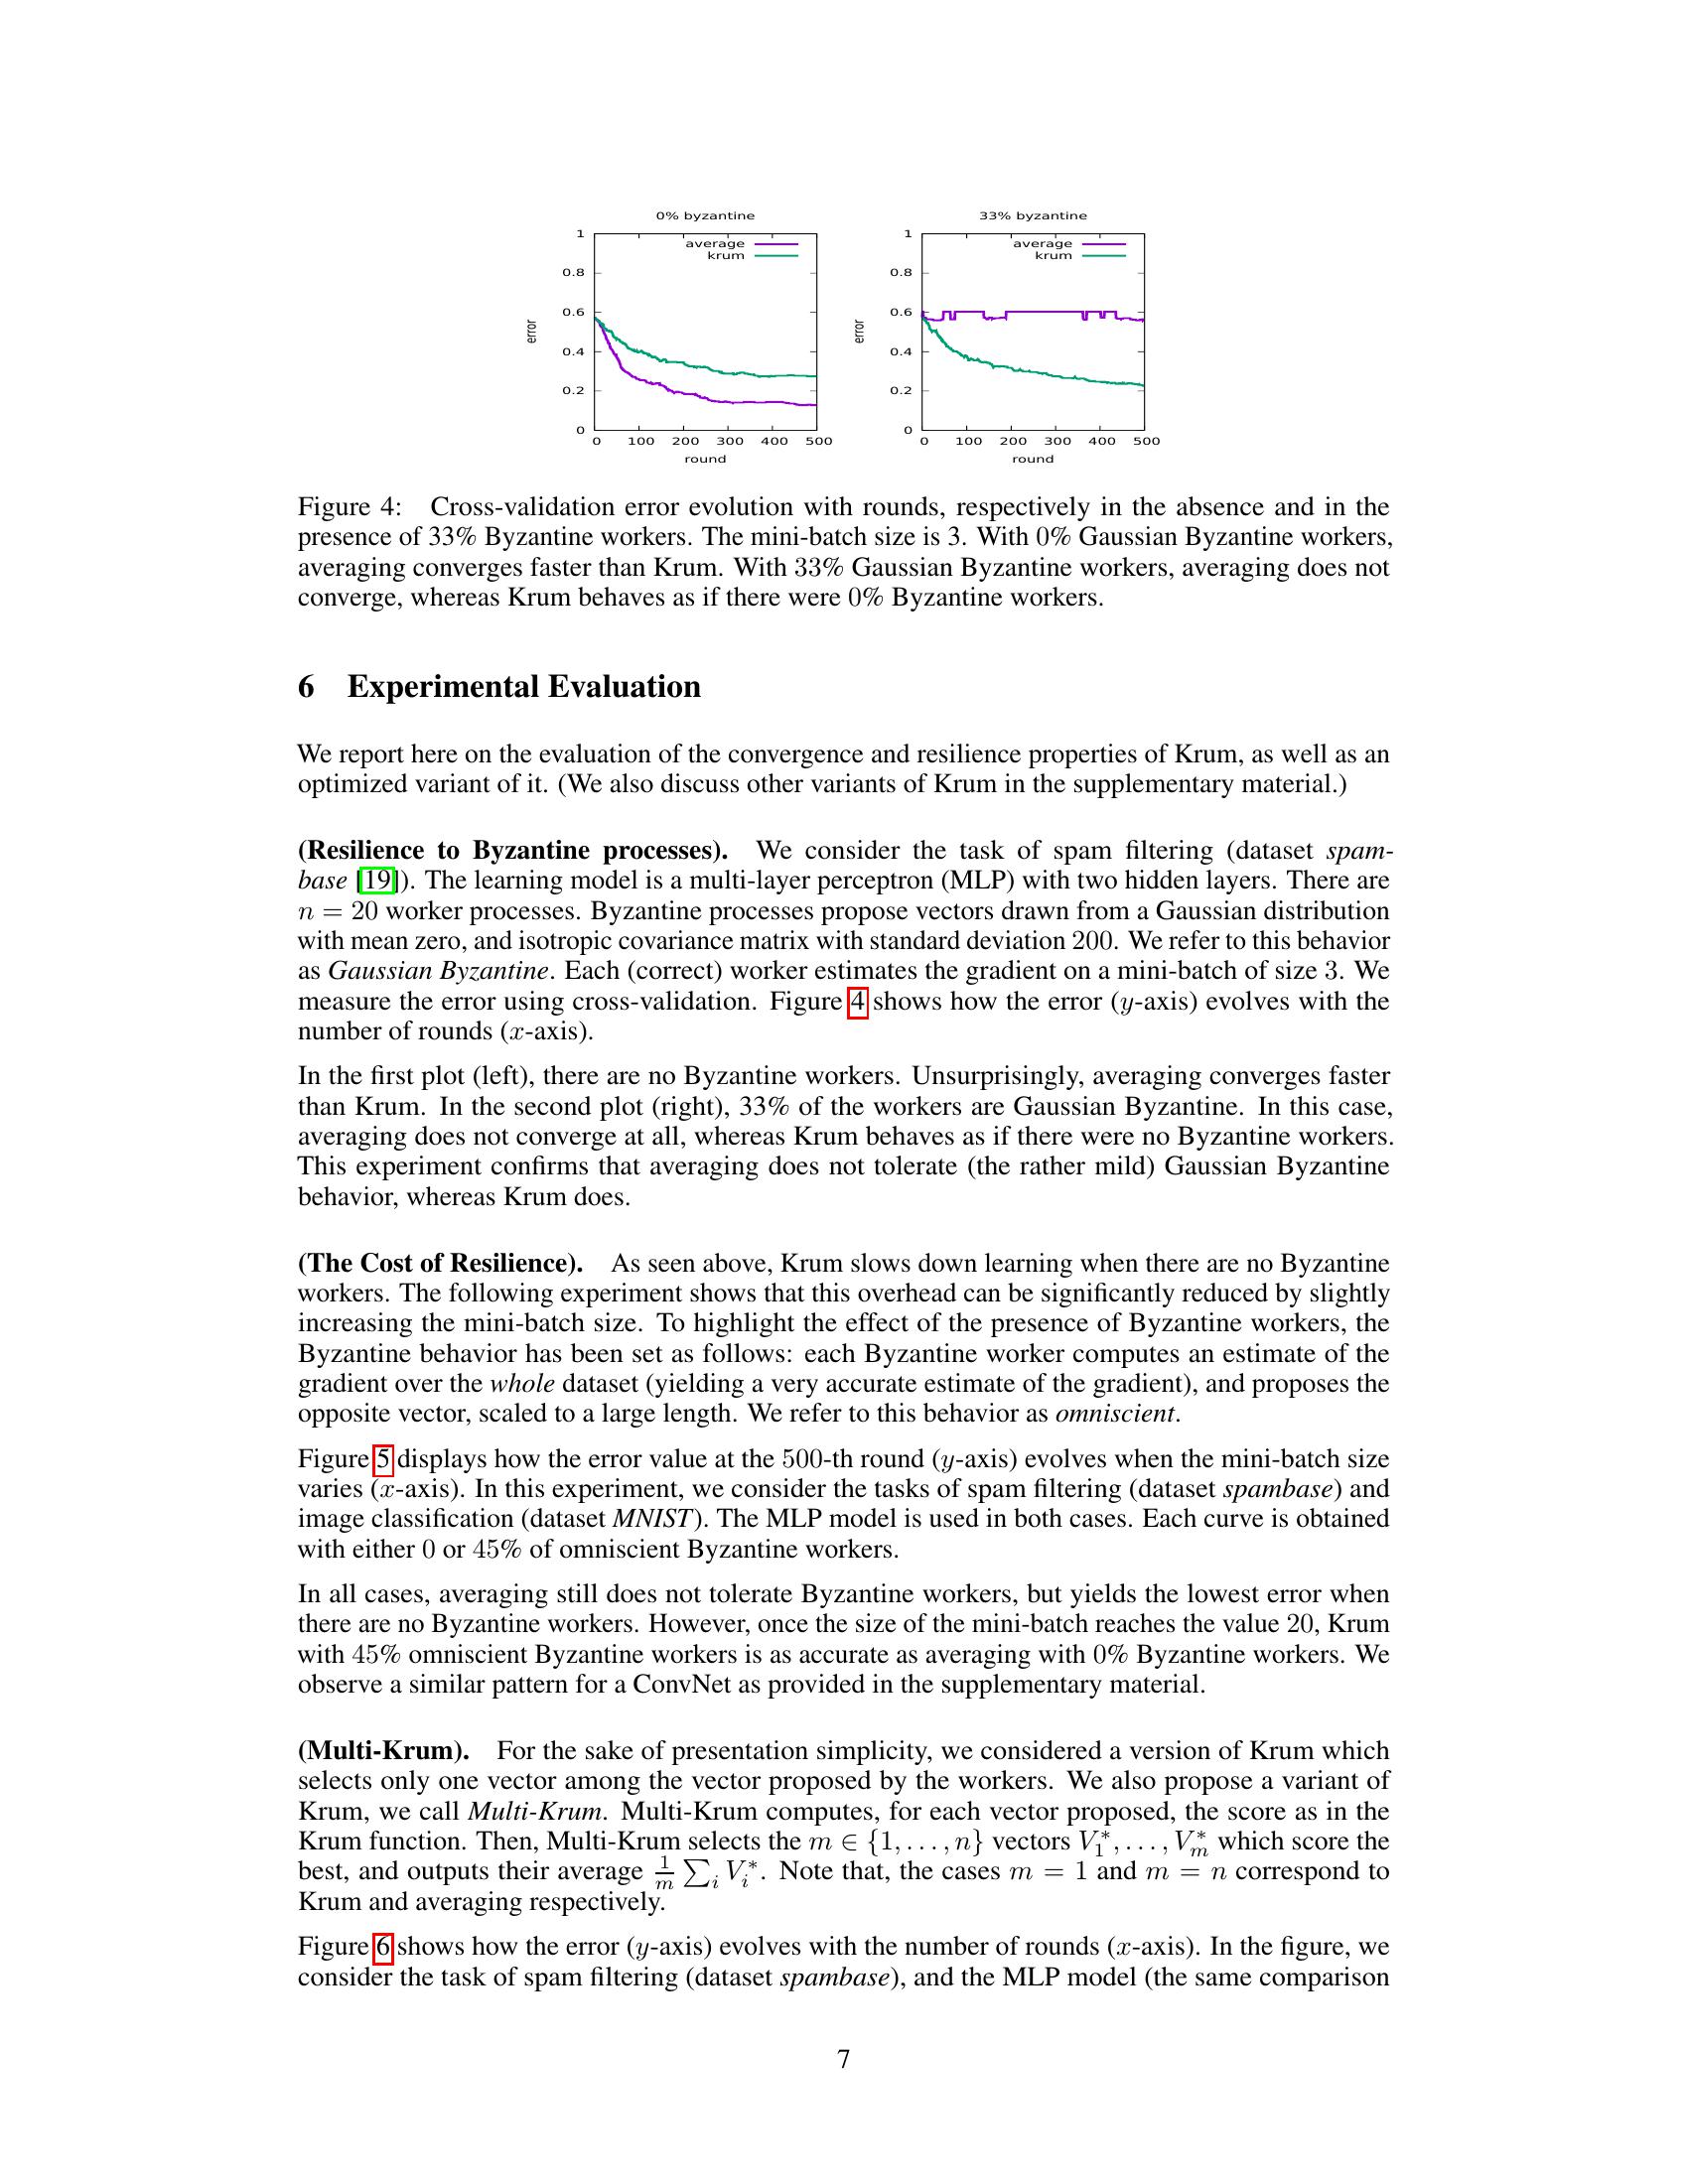 0% byzantine
1
0.8
0.6
0.4
0.2
0
error
average
krum
0 100 200 300 400 500
round
33% byzantine
1
0.8
0.6
0.4
0.2
0
error
average
krum
0 100 200 300 400 500
round
Figure 4: Cross-validation error evolution with rounds, respectively in the absence and in the
presence of 33% Byzantine workers. The mini-batch size is 3. With 0% Gaussian Byzantine workers,
averaging converges faster than Krum. With 33% Gaussian Byzantine workers, averaging does not
converge, whereas Krum behaves as if there were 0% Byzantine workers.
6 Experimental Evaluation
We report here on the evaluation of the convergence and resilience properties of Krum, as well as an
optimized variant of it. (We also discuss other variants of Krum in the supplementary material.)
(Resilience to Byzantine processes). We consider the task of spam filtering (dataset spam-
base [19]). The learning model is a multi-layer perceptron (MLP) with two hidden layers. There are
n = 20 worker processes. Byzantine processes propose vectors drawn from a Gaussian distribution
with mean zero, and isotropic covariance matrix with standard deviation 200. We refer to this behavior
as Gaussian Byzantine. Each (correct) worker estimates the gradient on a mini-batch of size 3. We
measure the error using cross-validation. Figure 4 shows how the error (y-axis) evolves with the
number of rounds (x-axis).
In the first plot (left), there are no Byzantine workers. Unsurprisingly, averaging converges faster
than Krum. In the second plot (right), 33% of the workers are Gaussian Byzantine. In this case,
averaging does not converge at all, whereas Krum behaves as if there were no Byzantine workers.
This experiment confirms that averaging does not tolerate (the rather mild) Gaussian Byzantine
behavior, whereas Krum does.
(The Cost of Resilience). As seen above, Krum slows down learning when there are no Byzantine
workers. The following experiment shows that this overhead can be significantly reduced by slightly
increasing the mini-batch size. To highlight the effect of the presence of Byzantine workers, the
Byzantine behavior has been set as follows: each Byzantine worker computes an estimate of the
gradient over the whole dataset (yielding a very accurate estimate of the gradient), and proposes the
opposite vector, scaled to a large length. We refer to this behavior as omniscient.
Figure 5 displays how the error value at the 500-th round (y-axis) evolves when the mini-batch size
varies (x-axis). In this experiment, we consider the tasks of spam filtering (dataset spambase) and
image classification (dataset MNIST). The MLP model is used in both cases. Each curve is obtained
with either 0 or 45% of omniscient Byzantine workers.
In all cases, averaging still does not tolerate Byzantine workers, but yields the lowest error when
there are no Byzantine workers. However, once the size of the mini-batch reaches the value 20, Krum
with 45% omniscient Byzantine workers is as accurate as averaging with 0% Byzantine workers. We
observe a similar pattern for a ConvNet as provided in the supplementary material.
(Multi-Krum). For the sake of presentation simplicity, we considered a version of Krum which
selects only one vector among the vector proposed by the workers. We also propose a variant of
Krum, we call Multi-Krum. Multi-Krum computes, for each vector proposed, the score as in the
Krum function. Then, Multi-Krum selects the m ∈ {1, . . . , n} vectors V₁*, . . . , Vₘ* which score the
best, and outputs their average 1/m ∑ᵢ Vᵢ*. Note that, the cases m = 1 and m = n correspond to
Krum and averaging respectively.
Figure 6 shows how the error (y-axis) evolves with the number of rounds (x-axis). In the figure, we
consider the task of spam filtering (dataset spambase), and the MLP model (the same comparison
7